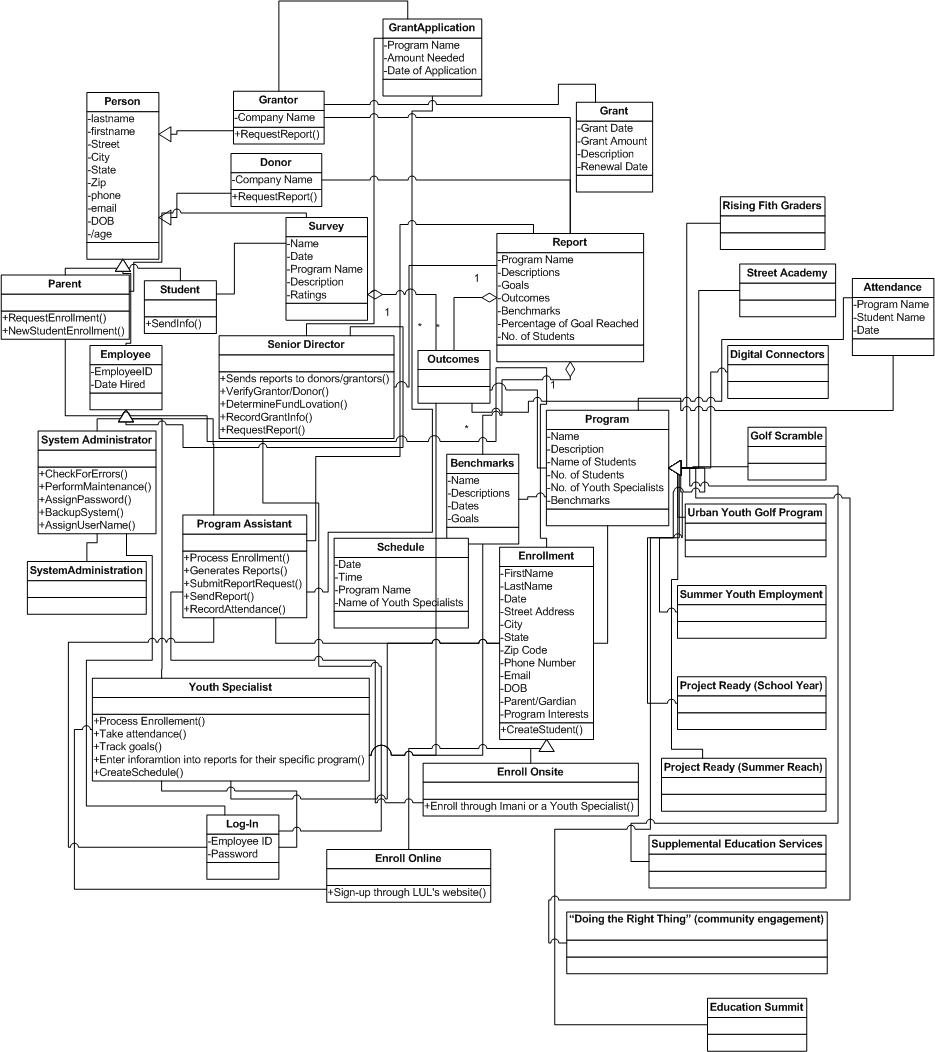 GrantApplication
-Program Name
-Amount Needed
-Date of Application
Person
-lastname
-firstname
-Street
-City
-State
-Zip
-phone
-email
-DOB
-/age
Grantor
-Company Name
+RequestReport()
Grant
-Grant Date
-Grant Amount
-Description
-Renewal Date
Donor
-Company Name
+RequestReport()
Rising Fith Graders
Survey
-Name
-Date
-Program Name
-Description
-Ratings
Report
-Program Name
-Descriptions
-Goals
-Outcomes
-Benchmarks
-Percentage of Goal Reached
-No. of Students
Street Academy
Attendance
-Program Name
-Student Name
-Date
Parent
+RequestEnrollment()
+NewStudentEnrollment()
Student
+SendInfo()
1
1
*
*
Employee
-EmployeeID
-Date Hired
Senior Director
+Sends reports to donors/grantors()
+VerifyGrantor/Donor()
+DetermineFundLovation()
+RecordGrantInfo()
+RequestReport()
Outcomes
Digital Connectors
1
*
Program
-Name
-Description
-Name of Students
-No. of Students
-No. of Youth Specialists
-Benchmarks
Golf Scramble
System Administrator
+CheckForErrors()
+PerformMaintenance()
+AssignPassword()
+BackupSystem()
+AssignUserName()
Benchmarks
-Name
-Descriptions
-Dates
-Goals
Urban Youth Golf Program
Program Assistant
+Process Enrollment()
+Generates Reports()
+SubmitReportRequest()
+SendReport()
+RecordAttendance()
Schedule
-Date
-Time
-Program Name
-Name of Youth Specialists
Enrollment
-FirstName
-LastName
-Date
-Street Address
-City
-State
-Zip Code
-Phone Number
-Email
-DOB
-Parent/Gardian
-Program Interests
+CreateStudent()
SystemAdministration
Summer Youth Employment
Youth Specialist
+Process Enrollement()
+Take attendance()
+Track goals()
+Enter inforamtion into reports for their specific program()
+CreateSchedule()
Project Ready (School Year)
Enroll Onsite
+Enroll through Imani or a Youth Specialist()
Project Ready (Summer Reach)
Log-In
-Employee ID
-Password
Enroll Online
+Sign-up through LUL's website()
Supplemental Education Services
“Doing the Right Thing” (community engagement)
Education Summit